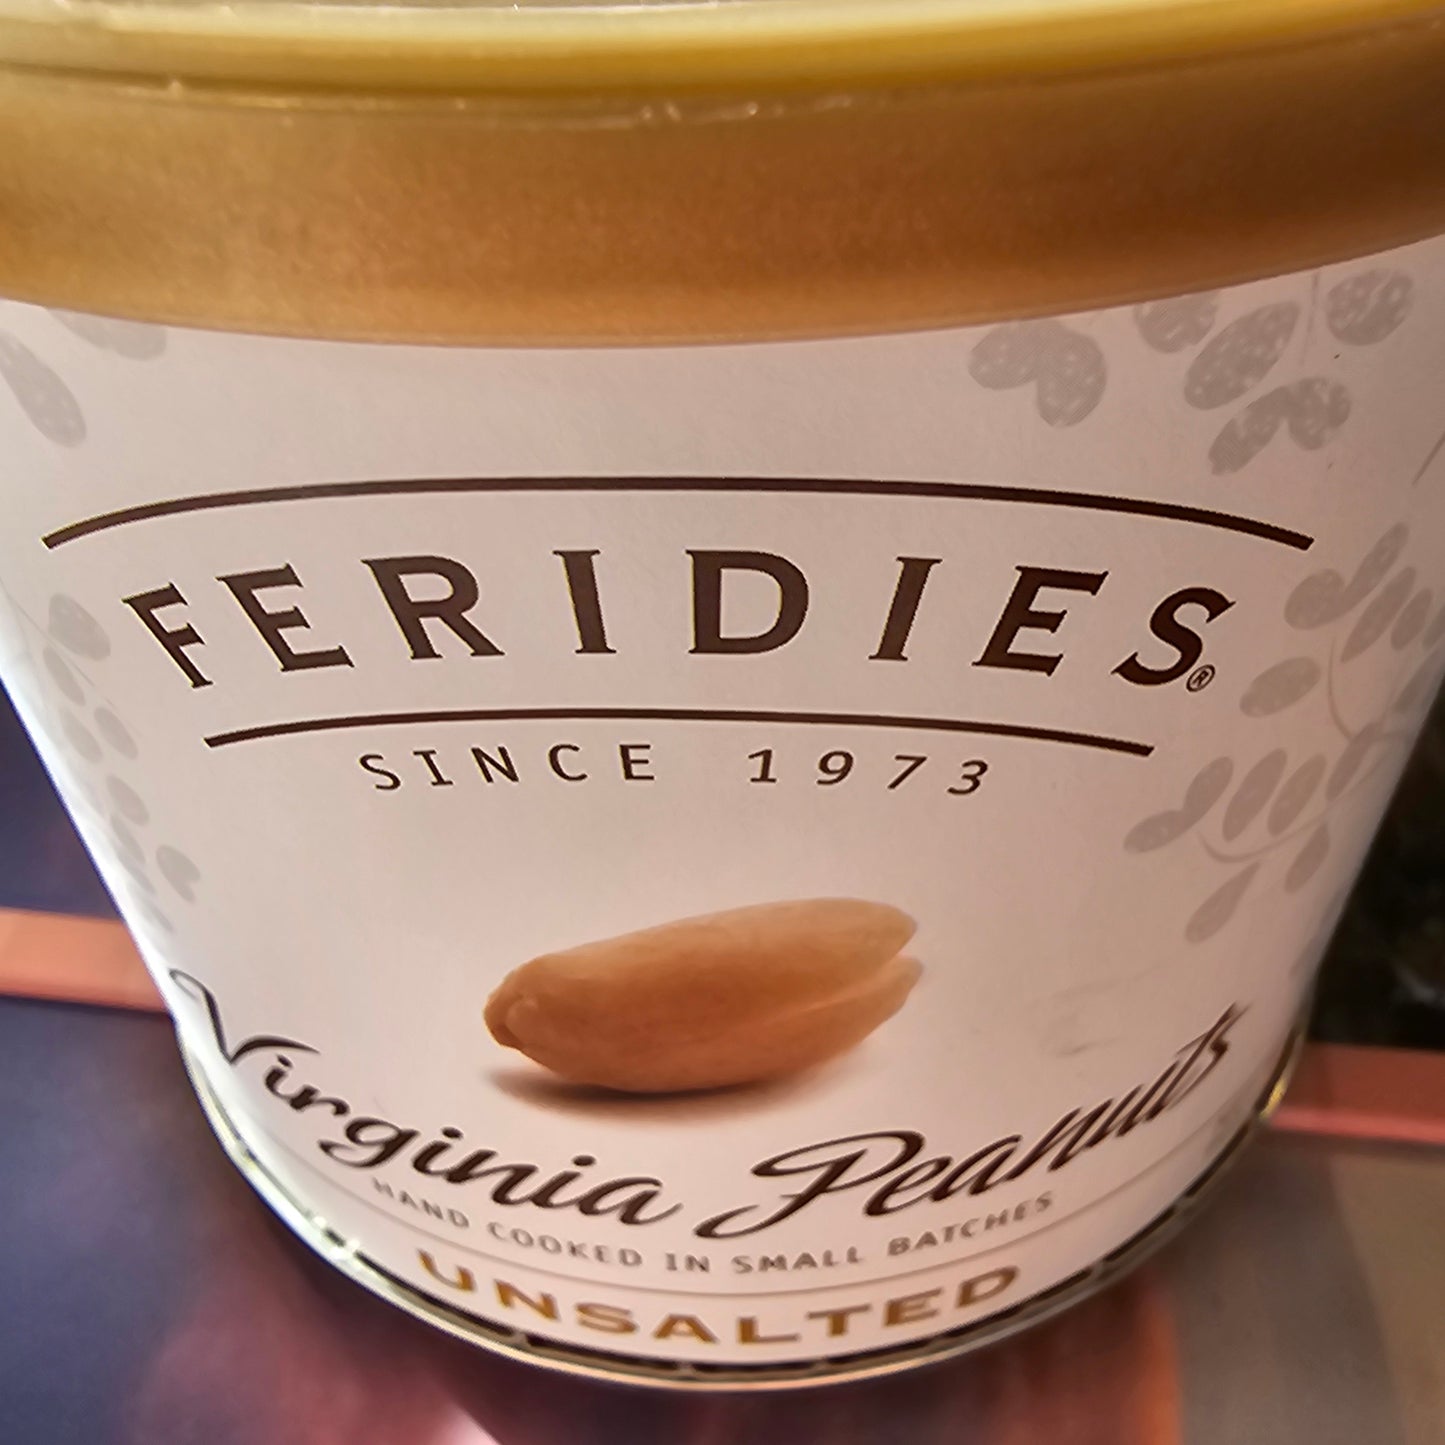 FERIDIES®
SINCE 1973
Virginia Peanuts
HAND COOKED IN SMALL BATCHES
UNSALTED